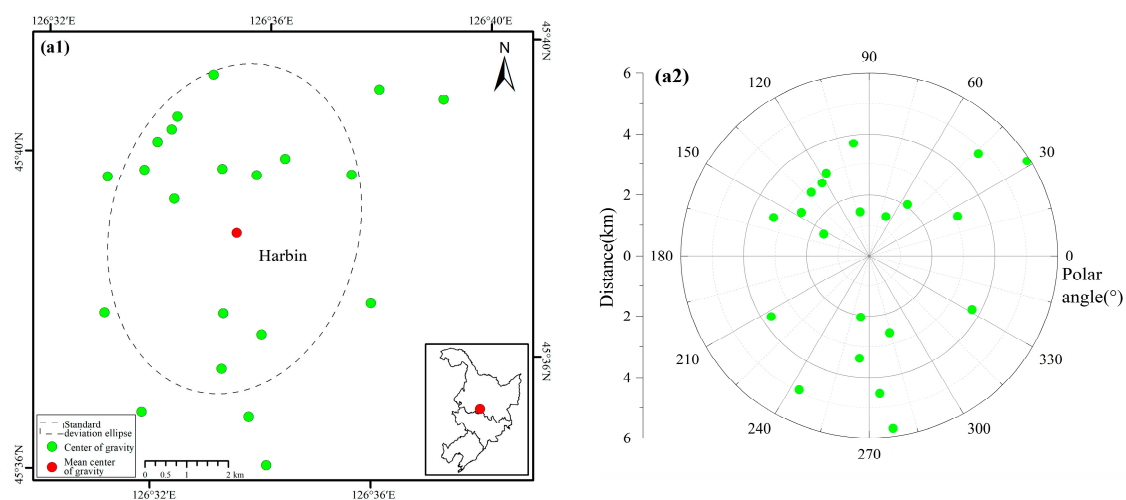 126°32'E
126°36'E
126°40'E
(a1)
N
45°40'N
45°40'N
Harbin
45°36'N
45°36'N
Standard
deviation ellipse
Center of gravity
Mean center
of gravity
0 0.5 1 2 km
126°32'E
126°36'E
(a2)
Distance(km)
6
4
2
0
2
4
6
90
60
30
0
Polar
angle(°)
330
300
270
240
210
180
150
120